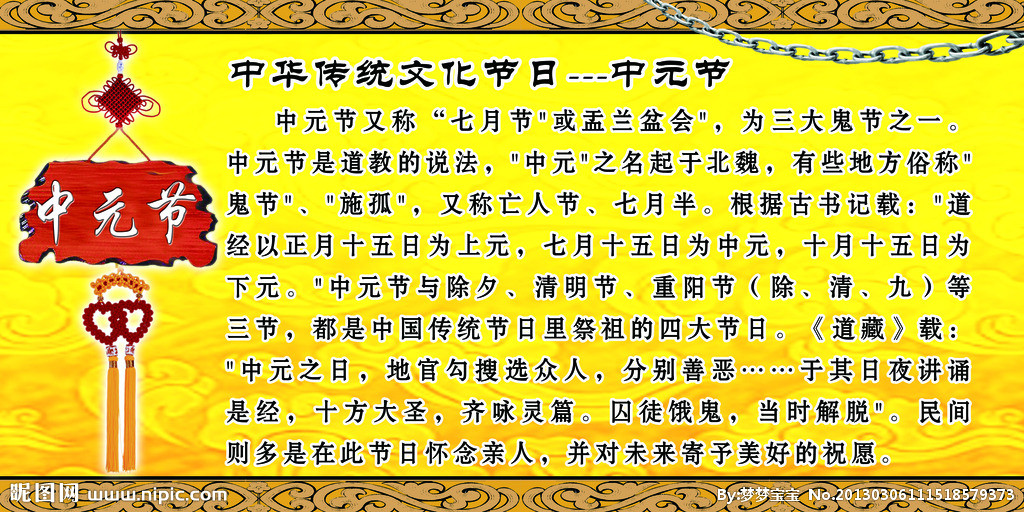 中华传统文化节日---中元节
中元节又称“七月节"或盂兰盆会"，为三大鬼节之一。
中元节是道教的说法，"中元"之名起于北魏，有些地方俗称"
鬼节"、"施孤"，又称亡人节、七月半。根据古书记载："道
经以正月十五日为上元，七月十五日为中元，十月十五日为
下元。"中元节与除夕、清明节、重阳节（除、清、九）等
三节，都是中国传统节日里祭祖的四大节日。《道藏》载：
"中元之日，地官勾搜选众人，分别善恶……于其日夜讲诵
是经，十方大圣，齐咏灵篇。囚徒饿鬼，当时解脱"。民间
则多是在此节日怀念亲人，并对未来寄予美好的祝愿。
中元节
昵图网 www.nipic.com
By:梦梦宝宝 No.20130306111518579373